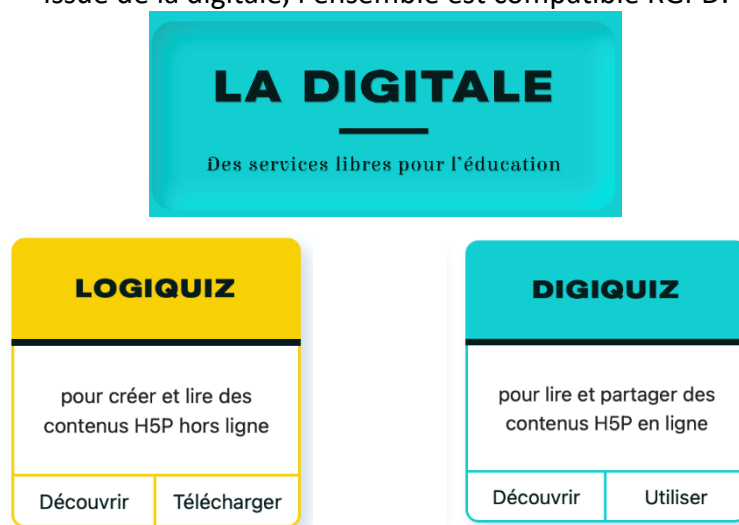 issue de la digitale, l'ensemble est compatible RGPD.
LA DIGITALE
Des services libres pour l'éducation
LOGIQUIZ
pour créer et lire des
contenus H5P hors ligne
Découvrir
Télécharger
DIGIQUIZ
pour lire et partager des
contenus H5P en ligne
Découvrir
Utiliser